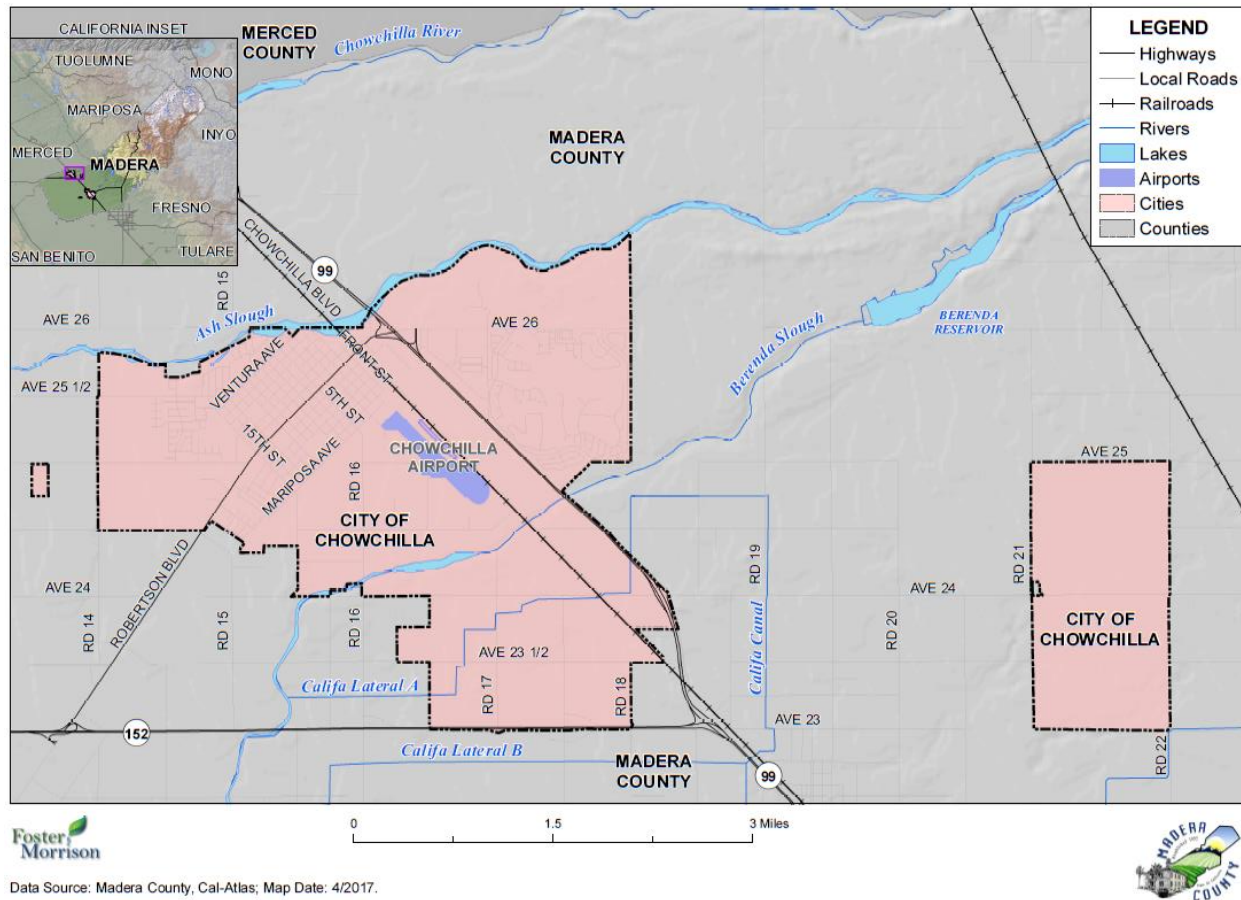 CALIFORNIA INSET
TUOLUMNE
MONO
MARIPOSA
INYO
MERCED
MADERA
FRESNO
SAN BENITO
TULARE
MERCED
COUNTY
Chowchilla River
MADERA
COUNTY
LEGEND
Highways
Local Roads
Railroads
Rivers
Lakes
Airports
Cities
Counties
CHOWCHILLA BLVD
99
RD 15
AVE 26
Ash Slough
AVE 26
FRONT ST
BERENDA
RESERVOIR
Berenda Slough
VENTURA AVE
AVE 25 1/2
5TH ST
15TH ST
MARIPOSA AVE
CHOWCHILLA
AIRPORT
RD 16
AVE 25
CITY OF
CHOWCHILLA
ROBERTSON BLVD
AVE 24
RD 14
RD 15
RD 16
RD 19
RD 20
AVE 24
RD 21
CITY OF
CHOWCHILLA
AVE 23 1/2
Califa Lateral A
RD 17
RD 18
Califa Canal
AVE 23
152
Califa Lateral B
MADERA
COUNTY
99
RD 22
Foster
Morrison
0 1.5 3 Miles
MADERA
COUNTY
Data Source: Madera County, Cal-Atlas; Map Date: 4/2017.